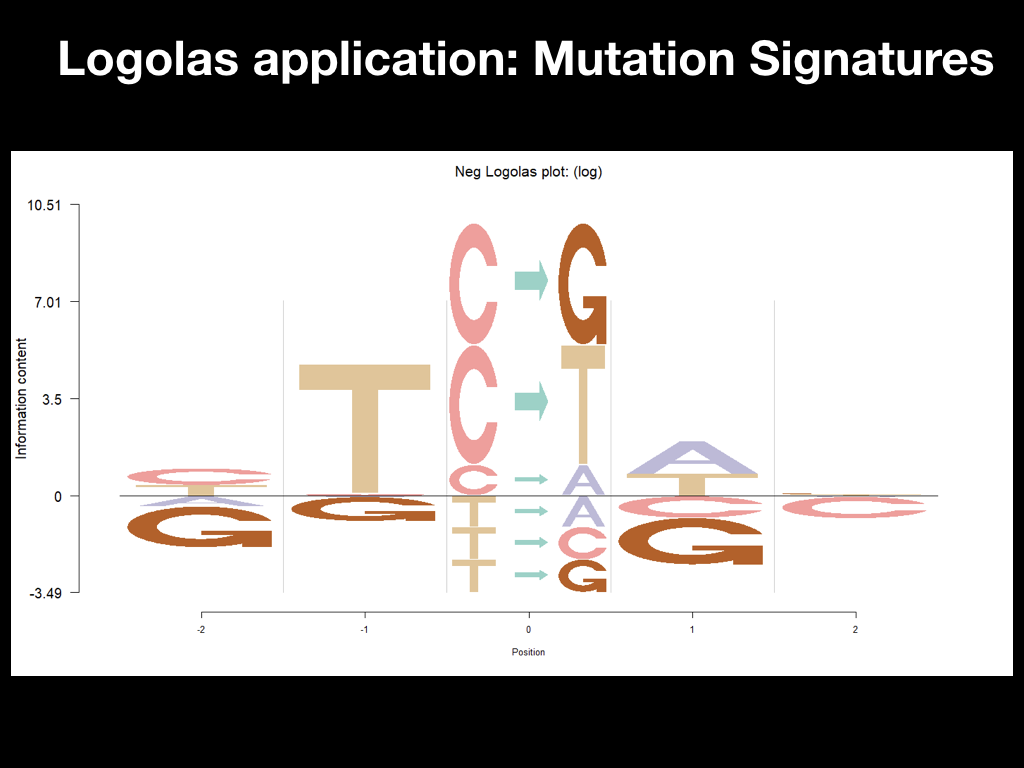 Logolas application: Mutation Signatures
Neg Logolas plot: (log)
10.51
7.01
3.5
0
-3.49
Information content
C T A G
T G
C G
C T
C A
T A
T C
T G
A T C G
C
-2 -1 0 1 2
Position